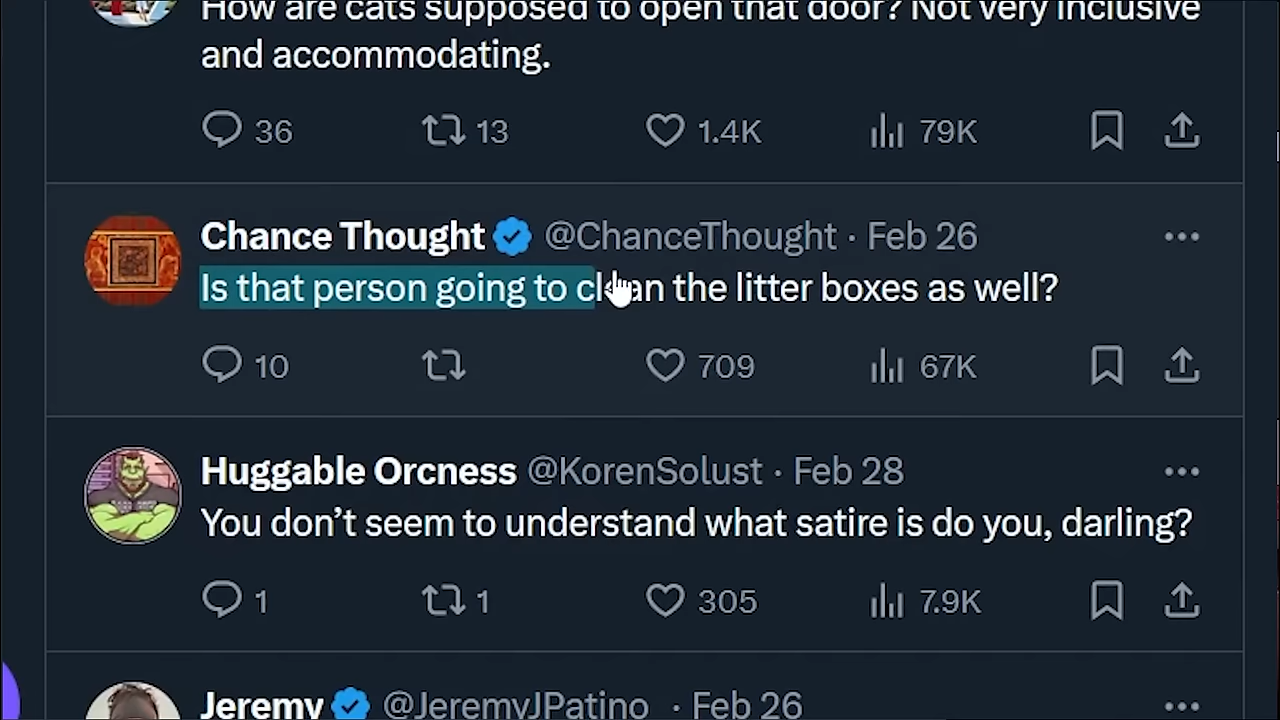 How are cats supposed to open that door? Not very inclusive
and accommodating.
36 13 1.4K 79K
Chance Thought @ChanceThought · Feb 26 ...
Is that person going to clean the litter boxes as well?
10 709 67K
Huggable Orcness @KorenSolust · Feb 28 ...
You don’t seem to understand what satire is do you, darling?
1 1 305 7.9K
Jeremy @JeremyJPatino · Feb 26 ...